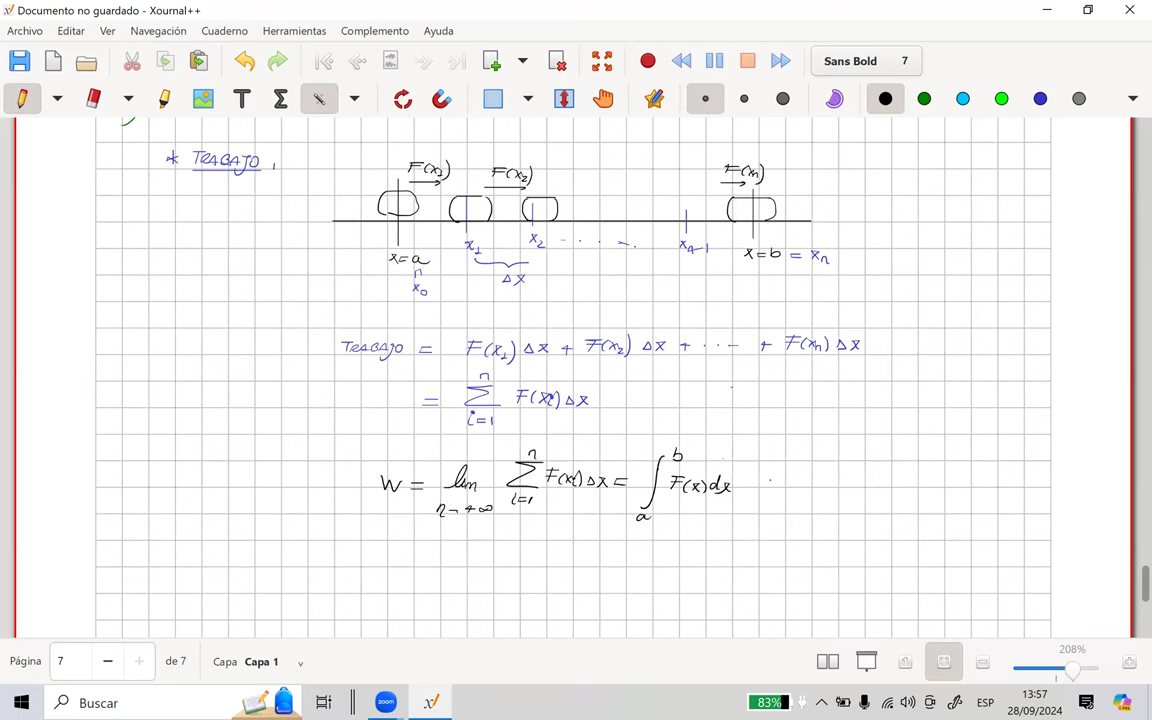 Documento no guardado - Xournal++
Archivo Editar Ver Navegación Cuaderno Herramientas Complemento Ayuda
Sans Bold 7
* TRABAJO.
F(x1) F(x2) F(xn)
x1 x2 . . . . xn-1
x=a x=b = xn
Δx
x0
TRABAJO = F(x1) Δx + F(x2) Δx + ... + F(xn) Δx
= ∑ i=1 n F(xi) Δx
W = lim n→+∞ ∑ i=1 n F(xi) Δx = ∫ a b F(x) dx
Página 7 de 7 Capa Capa 1 208%
Buscar zoom 83% ESP 13:57
28/09/2024